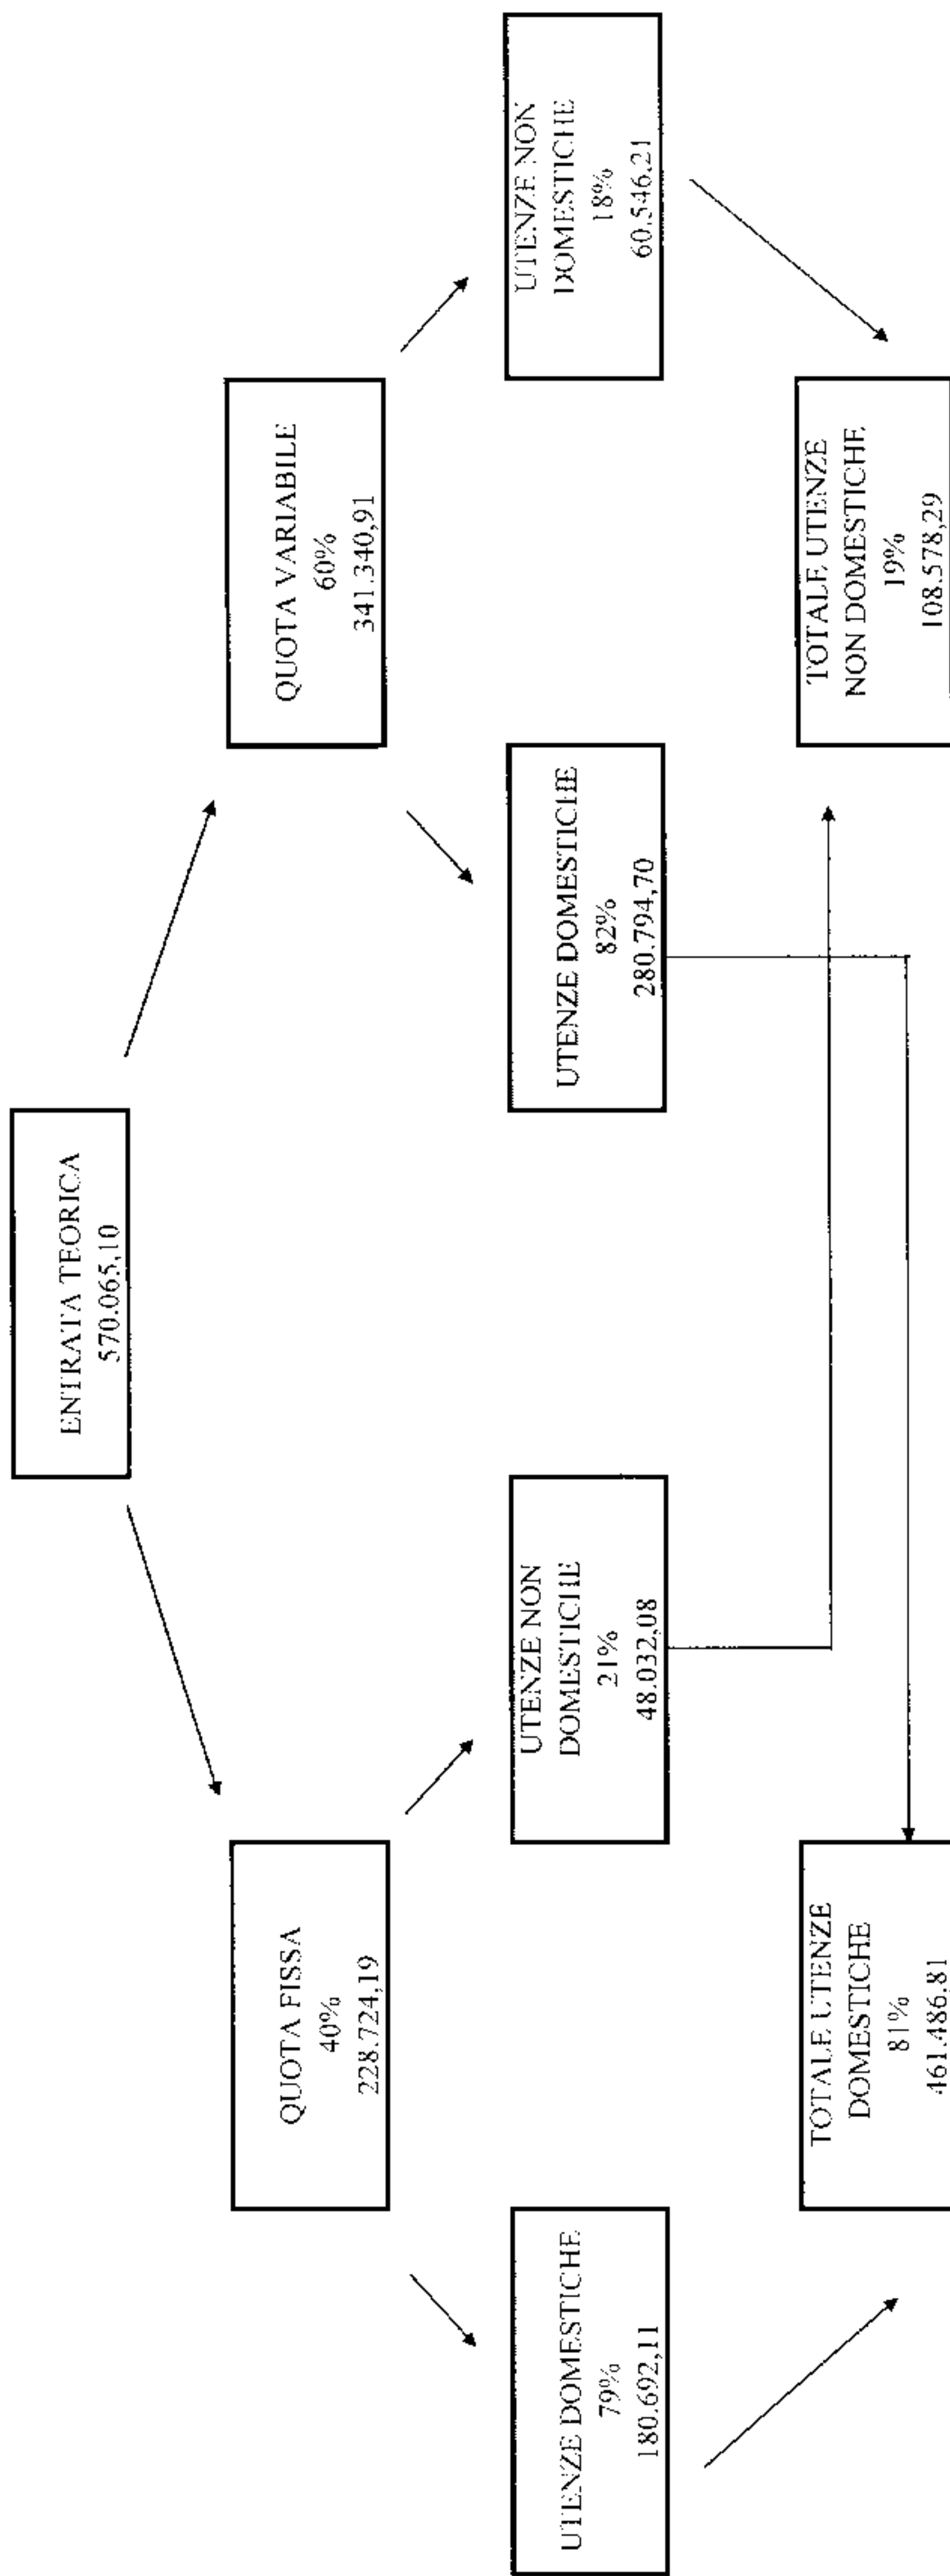 ENTRATA TEORICA
570.065,10
QUOTA FISSA
40%
228.724,19
QUOTA VARIABILE
60%
341.340,91
UTENZE DOMESTICHE
79%
180.692,11
UTENZE NON
DOMESTICHE
21%
48.032,08
UTENZE DOMESTICHE
82%
280.794,70
UTENZE NON
DOMESTICHE
18%
60.546,21
TOTALE UTENZE
DOMESTICHE
81%
461.486,81
TOTALE UTENZE
NON DOMESTICHE
19%
108.578,29